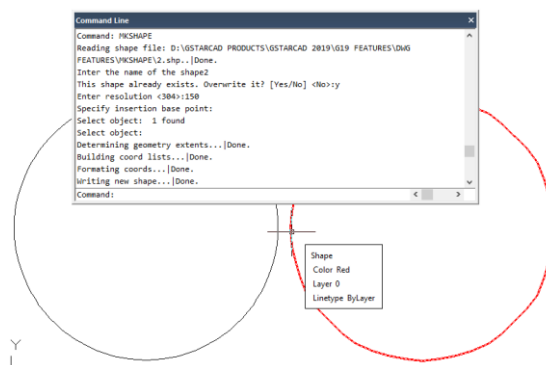 Command Line
Command: MKSHAPE
Reading shape file: D:\GSTARCAD PRODUCTS\GSTARCAD 2019\G19 FEATURES\DWG
FEATURES\MKSHAPE\2.shp..|Done.
Inter the name of the shape2
This shape already exists. Overwrite it? [Yes/No] <No>:y
Enter resolution <304>:150
Specify insertion base point:
Select object:  1 found
Select object:
Determining geometry extents...|Done.
Building coord lists...|Done.
Formating coords...|Done.
Writing new shape...|Done.
Command:
Shape
Color Red
Layer 0
Linetype ByLayer
Y